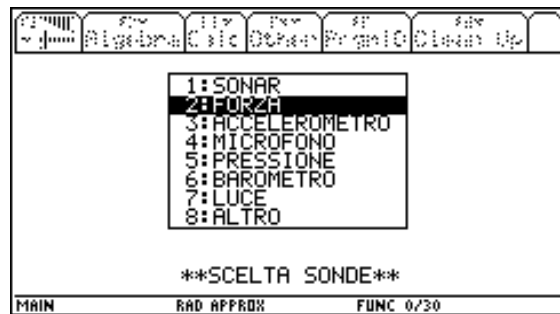 Algebra Calc Other PrgmIO Clean Up
1:SONAR
2:FORZA
3:ACCELEROMETRO
4:MICROFONO
5:PRESSIONE
6:BAROMETRO
7:LUCE
8:ALTRO
**SCELTA SONDE**
MAIN RAD APPROX FUNC 0/30